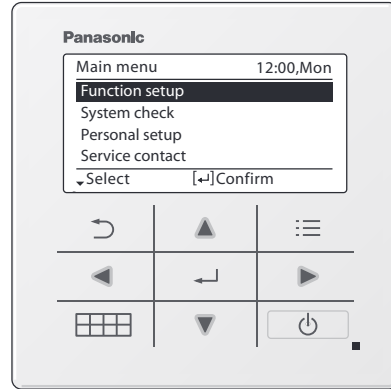 Panasonic
Main menu 12:00,Mon
Function setup
System check
Personal setup
Service contact
Select [↵]Confirm